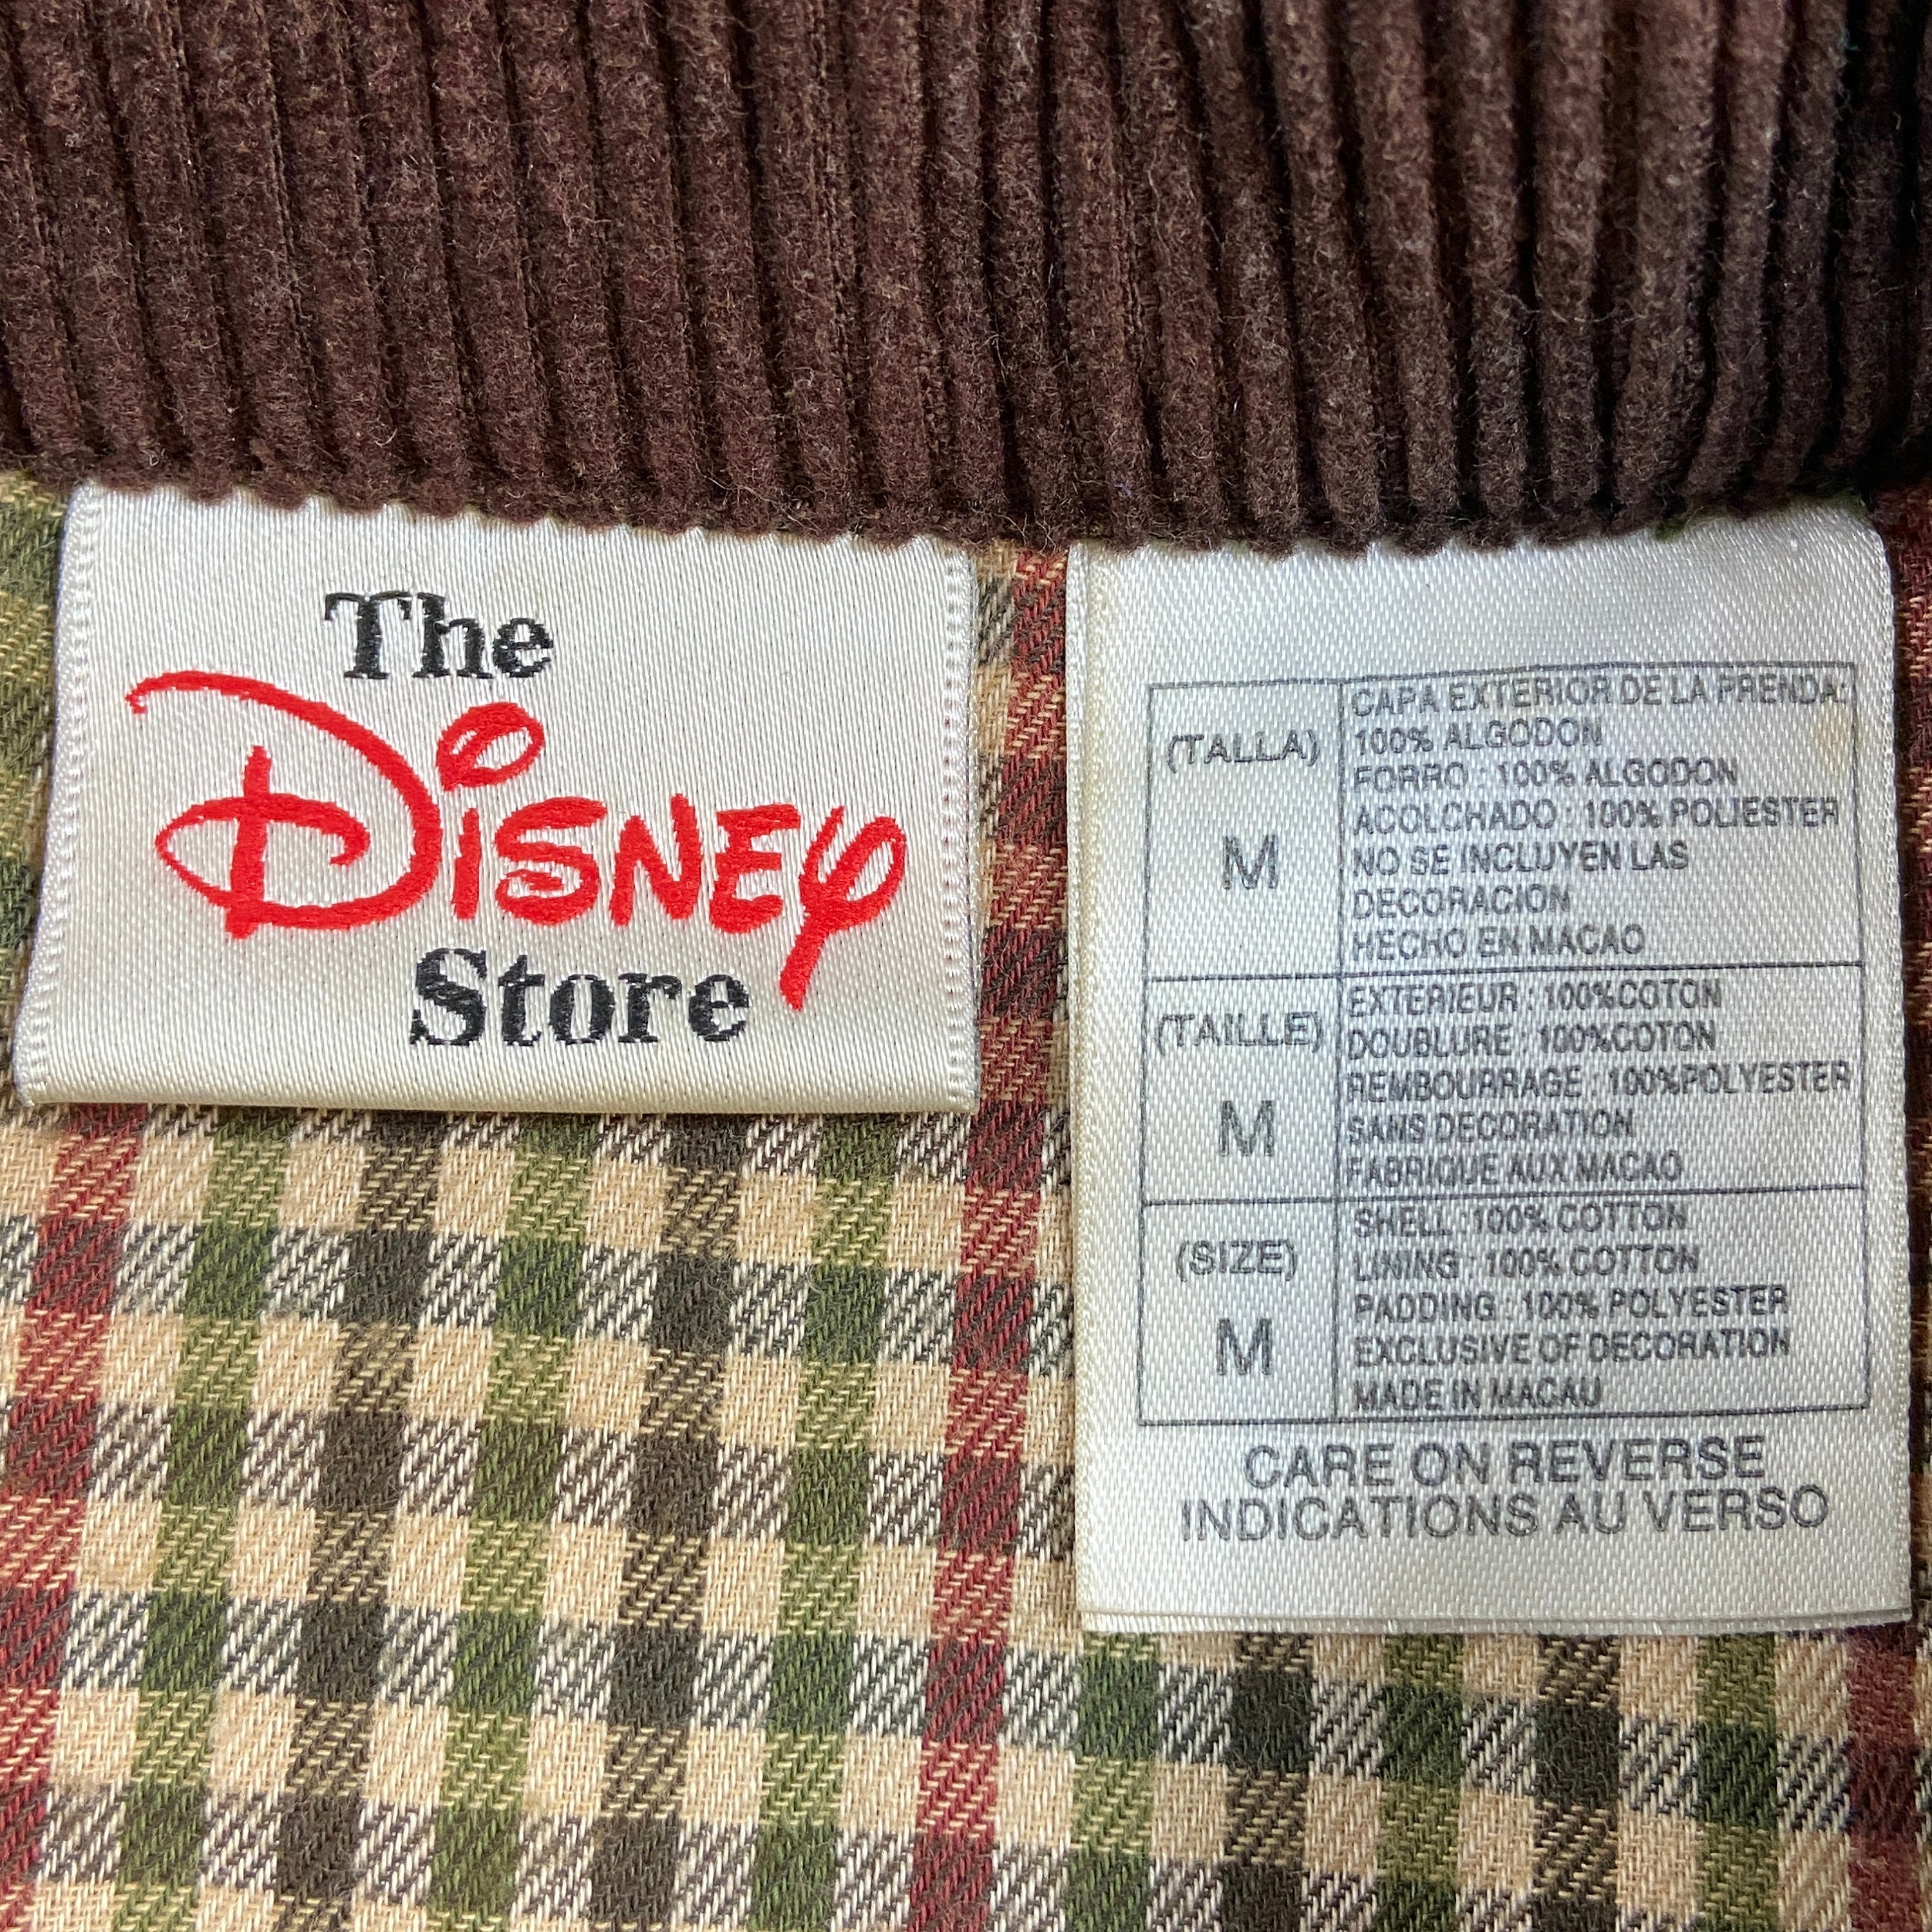 The
Disney
Store
(TALLA)
M
CAPA EXTERIOR DE LA PRENDA:
100% ALGODON
FORRO : 100% ALGODON
ACOLCHADO : 100% POLIESTER
NO SE INCLUYEN LAS
DECORACION
HECHO EN MACAO
(TAILLE)
M
EXTERIEUR : 100%COTON
DOUBLURE : 100%COTON
REMBOURRAGE : 100%POLYESTER
SANS DECORATION
FABRIQUE AUX MACAO
(SIZE)
M
SHELL : 100% COTTON
LINING : 100% COTTON
PADDING : 100% POLYESTER
EXCLUSIVE OF DECORATION
MADE IN MACAU
CARE ON REVERSE
INDICATIONS AU VERSO